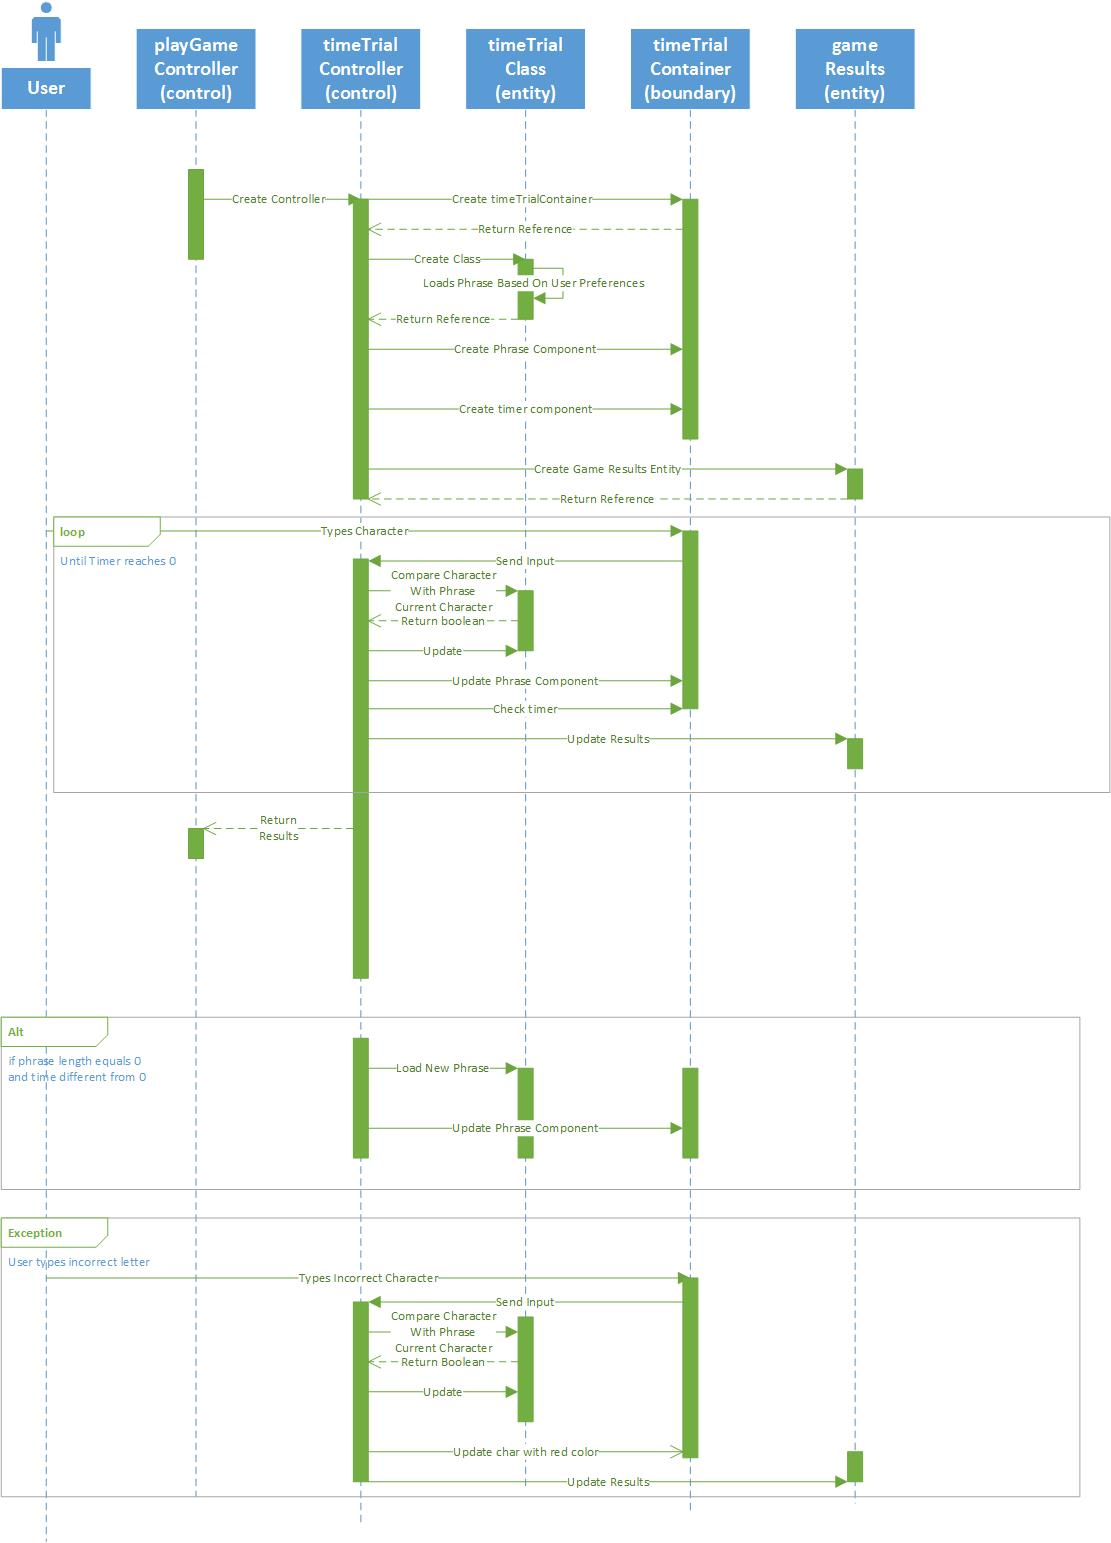 User
playGame
Controller
(control)
timeTrial
Controller
(control)
timeTrial
Class
(entity)
timeTrial
Container
(boundary)
game
Results
(entity)
Create Controller
Create timeTrialContainer
Return Reference
Create Class
Loads Phrase Based On User Preferences
Return Reference
Create Phrase Component
Create timer component
Create Game Results Entity
Return Reference
loop
Types Character
Until Timer reaches 0
Send Input
Compare Character
With Phrase
Current Character
Return boolean
Update
Update Phrase Component
Check timer
Update Results
Return
Results
Alt
if phrase length equals 0
and time different from 0
Load New Phrase
Update Phrase Component
Exception
User types incorrect letter
Types Incorrect Character
Send Input
Compare Character
With Phrase
Current Character
Return Boolean
Update
Update char with red color
Update Results